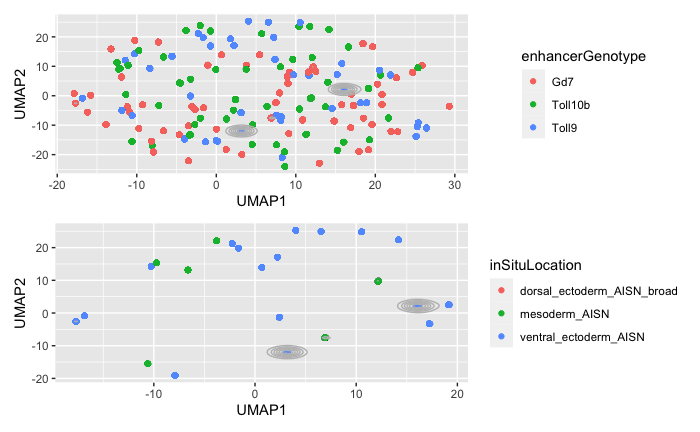 20
10
0
-10
-20
UMAP2
-20
-10
0
10
20
30
UMAP1
enhancerGenotype
Gd7
Toll10b
Toll9
20
10
0
-10
-20
UMAP2
-10
0
10
20
UMAP1
inSituLocation
dorsal_ectoderm_AISN_broad
mesoderm_AISN
ventral_ectoderm_AISN